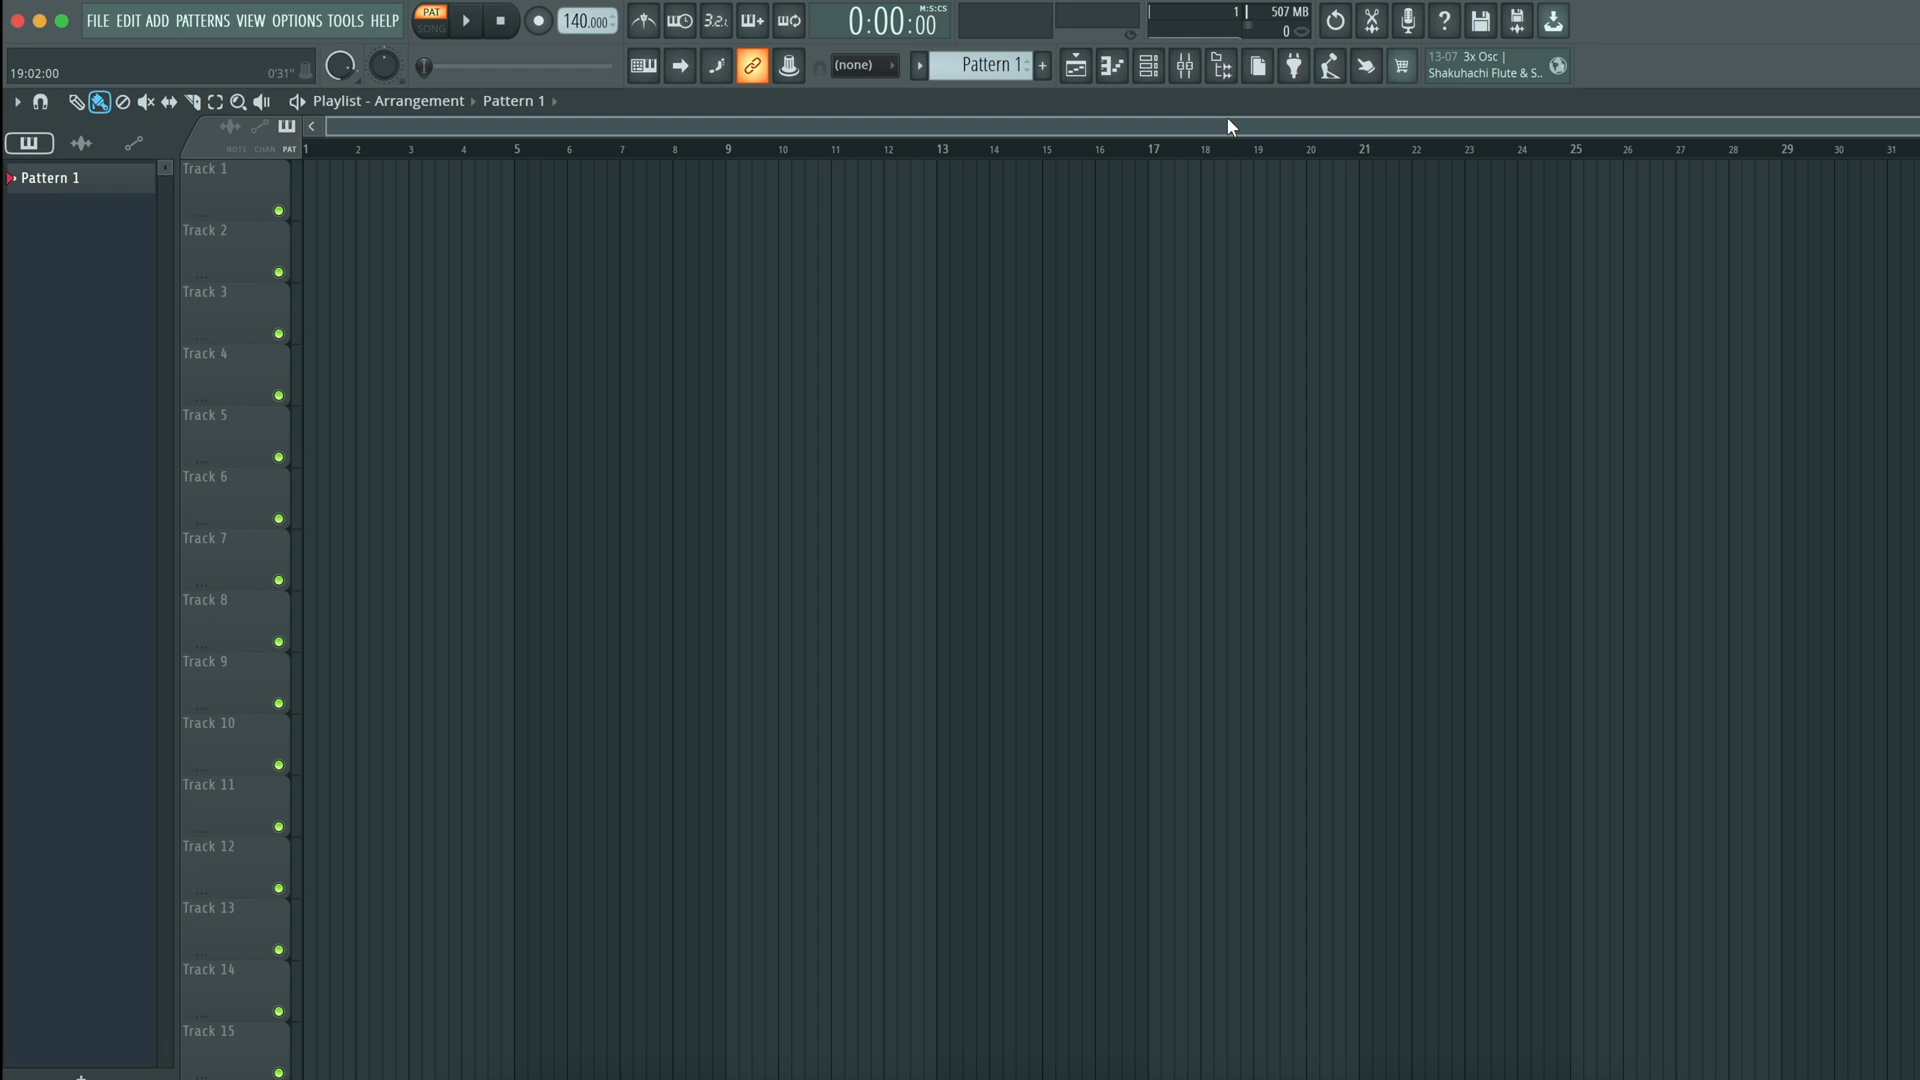 FILE EDIT ADD PATTERNS VIEW OPTIONS TOOLS HELP
PAT
SONG
140.000
3.2.
0:00:00
M:S:CS
1
507 MB
0
19:02:00
0'31"
(none)
Pattern 1
+
13-07 3x Osc |
Shakuhachi Flute & S..
Playlist - Arrangement
Pattern 1
NOTE CHAN PAT
1 2 3 4 5 6 7 8 9 10 11 12 13 14 15 16 17 18 19 20 21 22 23 24 25 26 27 28 29 30 31
Pattern 1
Track 1
Track 2
Track 3
Track 4
Track 5
Track 6
Track 7
Track 8
Track 9
Track 10
Track 11
Track 12
Track 13
Track 14
Track 15